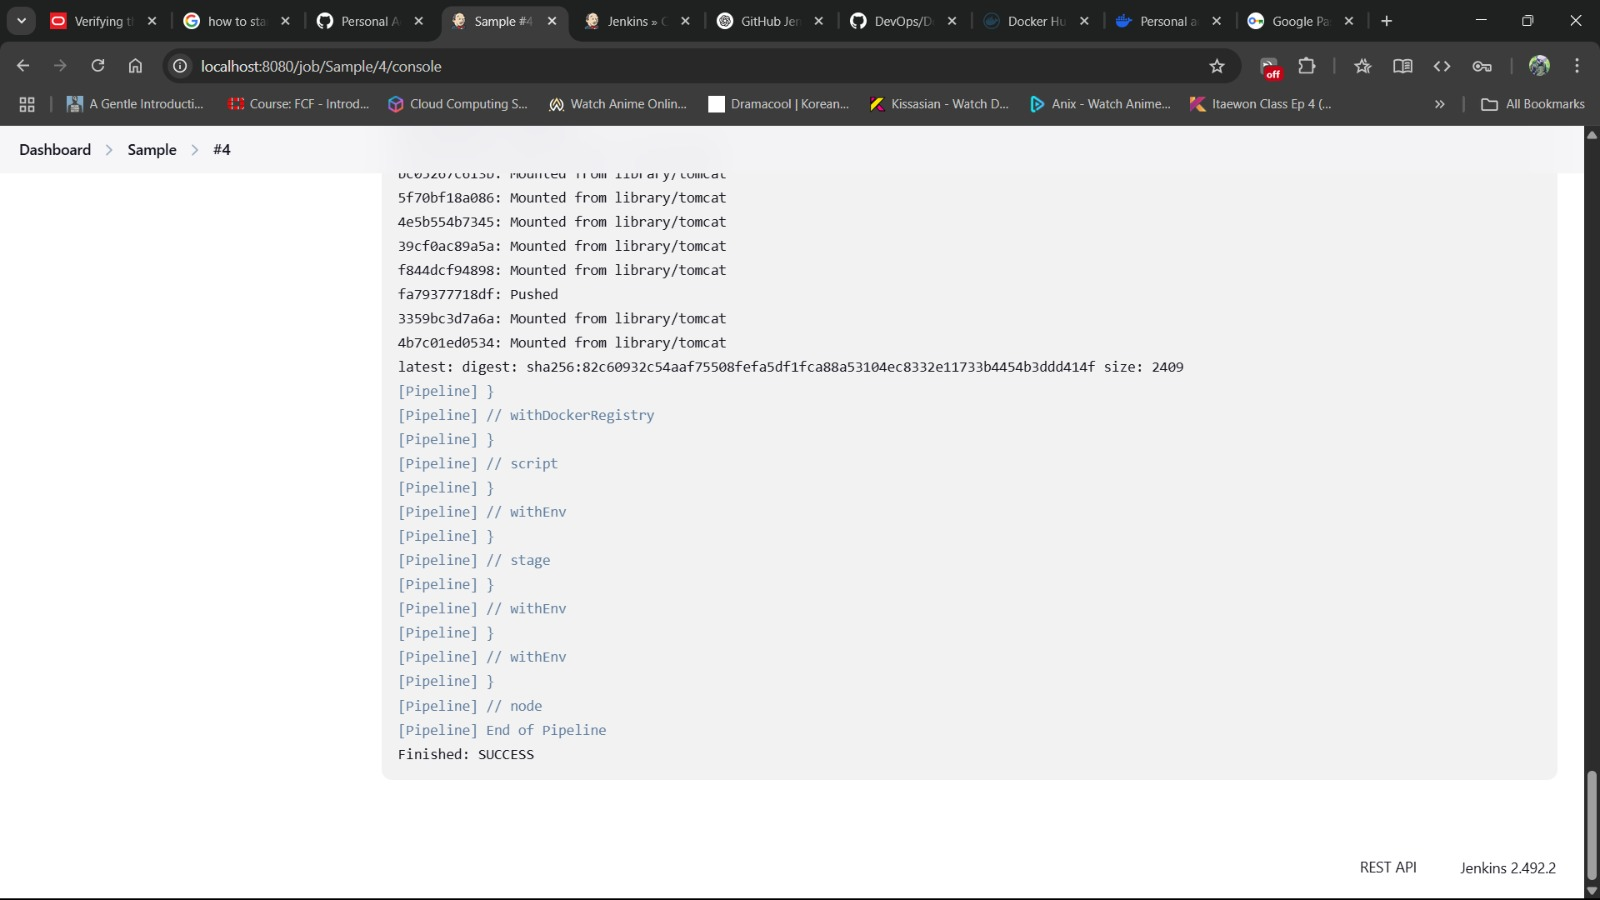 Verifying t
how to sta
Personal A
Sample #4
Jenkins » C
GitHub Jen
DevOps/D
Docker Hu
Personal a
Google Pa
localhost:8080/job/Sample/4/console
off
A Gentle Introducti...
Course: FCF - Introd...
Cloud Computing S...
Watch Anime Onlin...
Dramacool | Korean...
Kissasian - Watch D...
Anix - Watch Anime...
Itaewon Class Ep 4 (...
»
All Bookmarks
Dashboard > Sample > #4
bc05267c613b: Mounted from library/tomcat
5f70bf18a086: Mounted from library/tomcat
4e5b554b7345: Mounted from library/tomcat
39cf0ac89a5a: Mounted from library/tomcat
f844dcf94898: Mounted from library/tomcat
fa79377718df: Pushed
3359bc3d7a6a: Mounted from library/tomcat
4b7c01ed0534: Mounted from library/tomcat
latest: digest: sha256:82c60932c54aaf75508fefa5df1fca88a53104ec8332e11733b4454b3ddd414f size: 2409
[Pipeline] }
[Pipeline] // withDockerRegistry
[Pipeline] }
[Pipeline] // script
[Pipeline] }
[Pipeline] // withEnv
[Pipeline] }
[Pipeline] // stage
[Pipeline] }
[Pipeline] // withEnv
[Pipeline] }
[Pipeline] // withEnv
[Pipeline] }
[Pipeline] // node
[Pipeline] End of Pipeline
Finished: SUCCESS
REST API
Jenkins 2.492.2